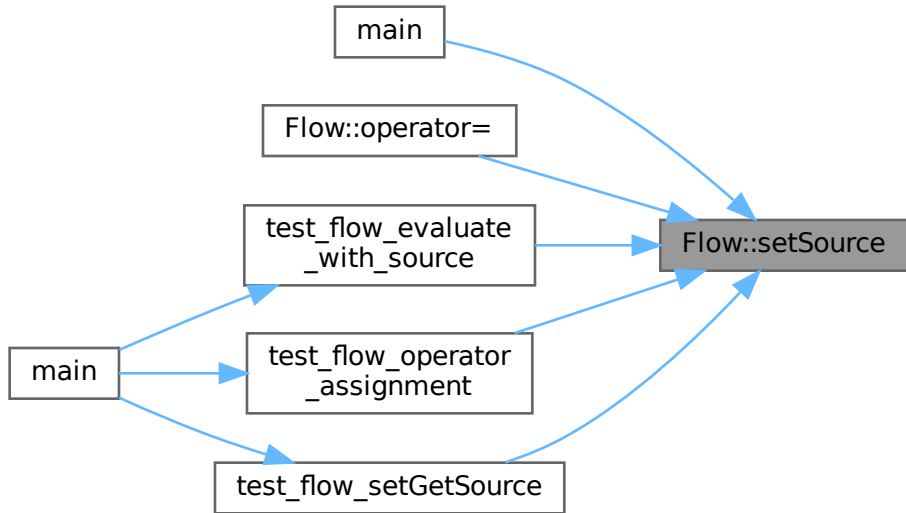 main
Flow::operator=
test_flow_evaluate
_with_source
Flow::setSource
test_flow_operator
_assignment
main
test_flow_setGetSource